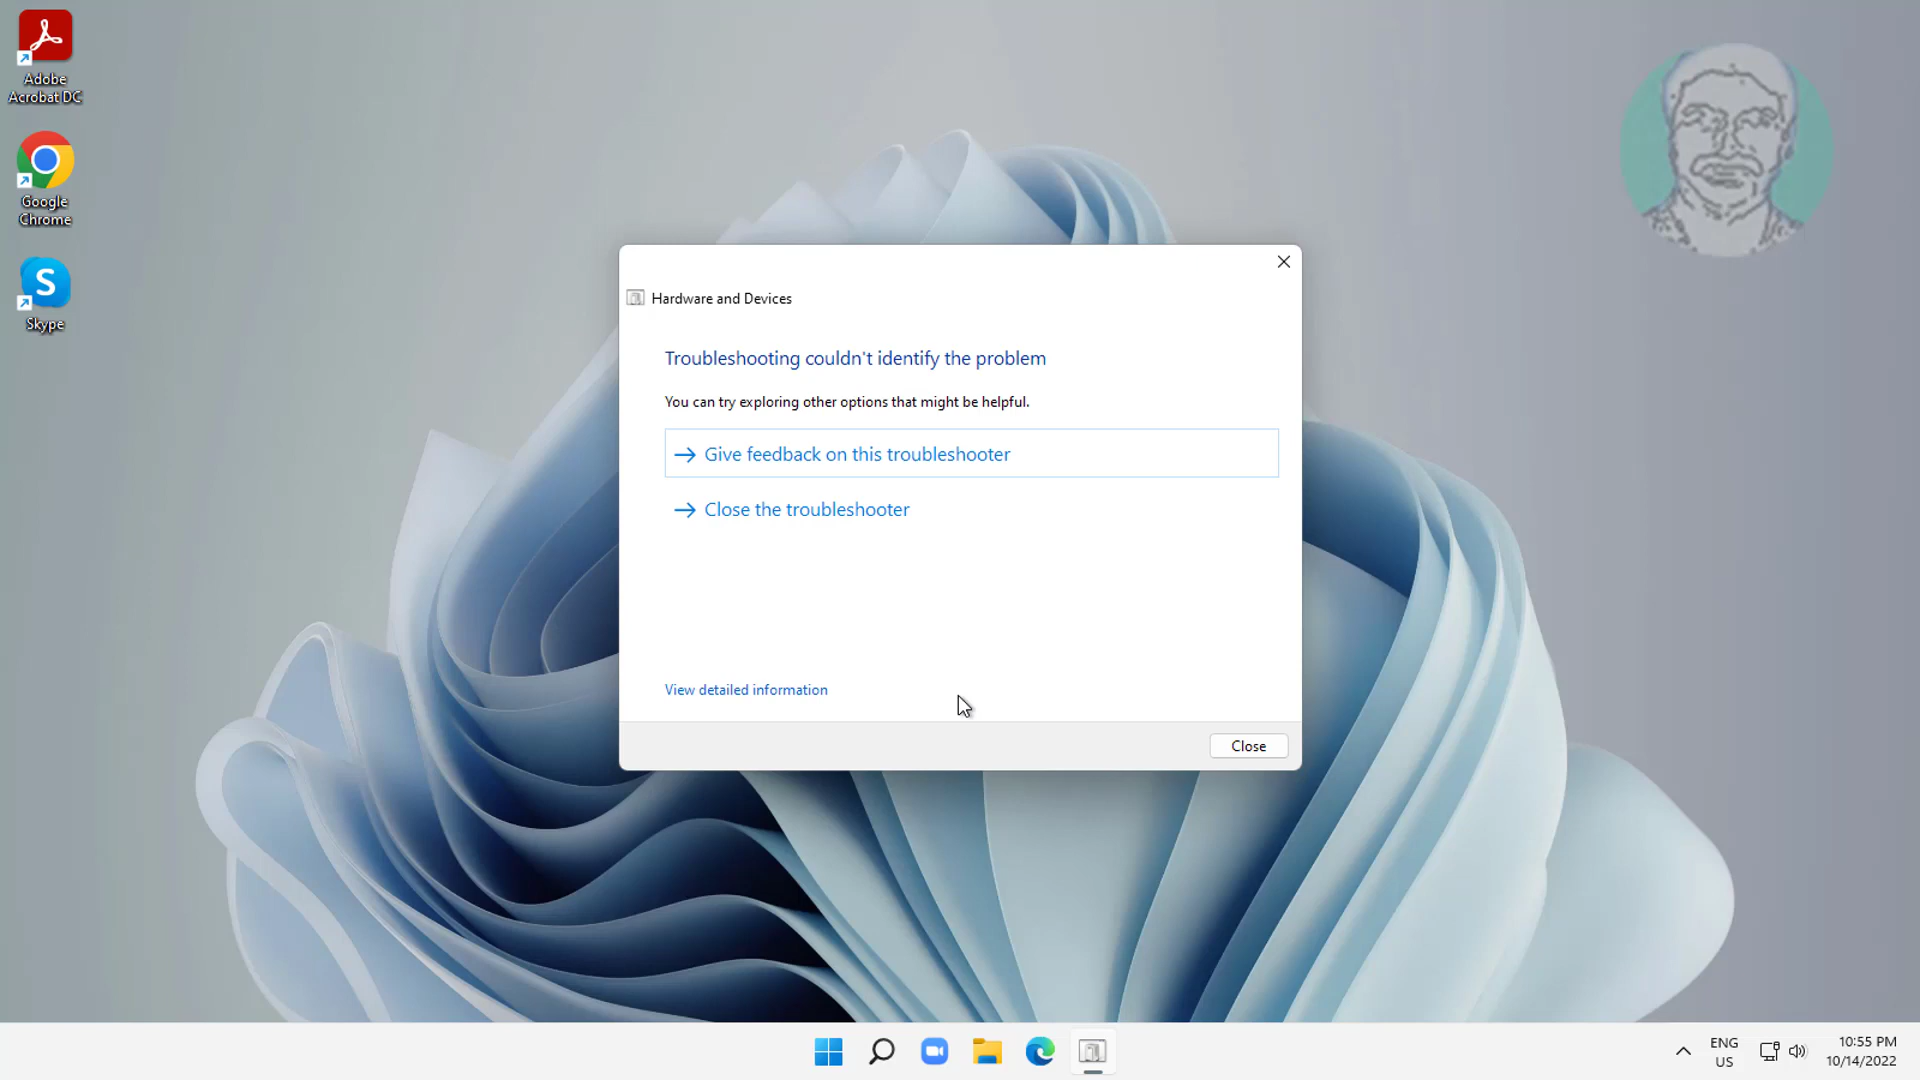 Adobe
Acrobat DC
Google
Chrome
S
Skype
Hardware and Devices
Troubleshooting couldn't identify the problem
You can try exploring other options that might be helpful.
Give feedback on this troubleshooter
Close the troubleshooter
View detailed information
Close
ENG
US
10:55 PM
10/14/2022